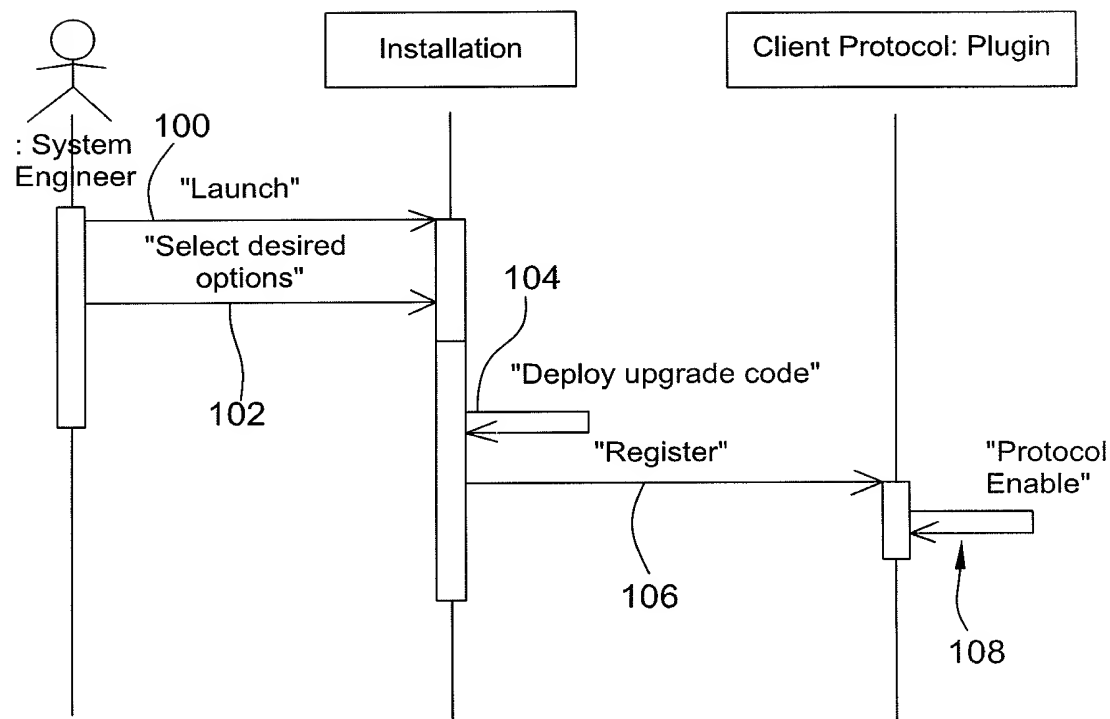 Installation
Client Protocol: Plugin
: System
Engineer
100
"Launch"
"Select desired
options"
102
104
"Deploy upgrade code"
"Register"
106
"Protocol
Enable"
108